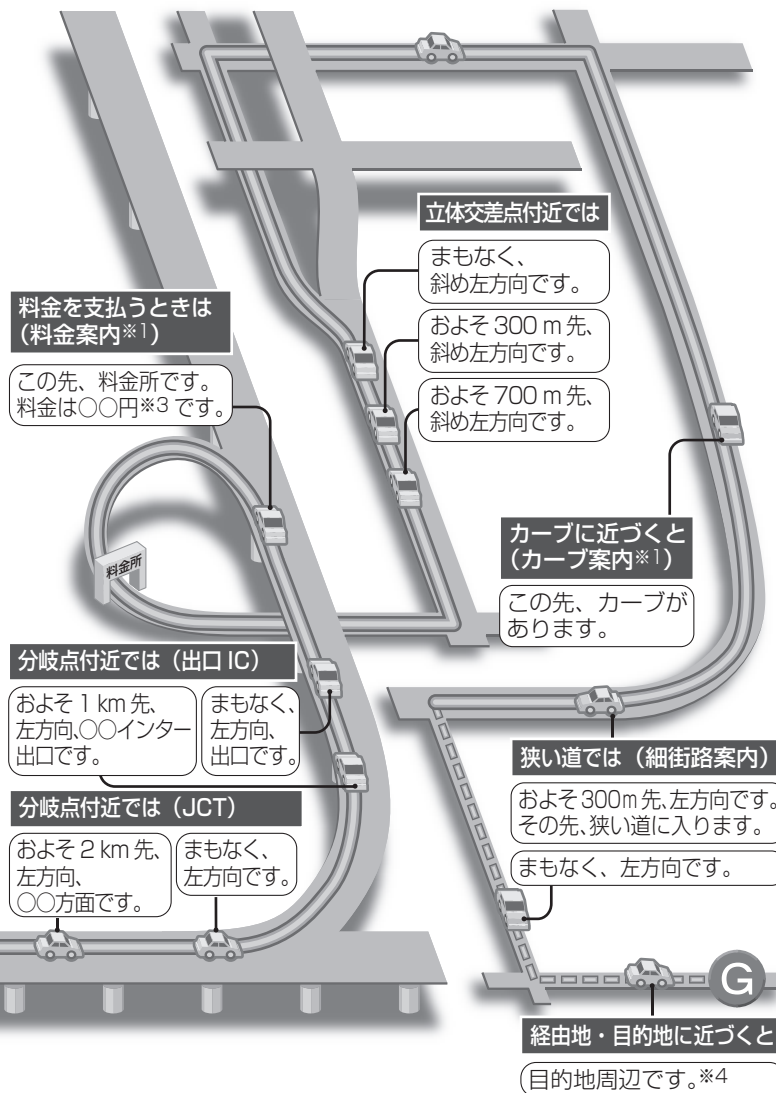 立体交差点付近では
まもなく、
斜め左方向です。
およそ 300 m 先、
斜め左方向です。
およそ 700 m 先、
斜め左方向です。
料金を支払うときは
(料金案内※1)
この先、料金所です。
料金は○○円※3 です。
料金所
カーブに近づくと
(カーブ案内※1)
この先、カーブが
あります。
分岐点付近では(出口 IC)
およそ 1 km 先、
左方向、○○インター
出口です。
まもなく、
左方向、
出口です。
分岐点付近では(JCT)
およそ 2 km 先、
左方向、
○○方面です。
まもなく、
左方向です。
狭い道では(細街路案内)
およそ300m 先、左方向です。
その先、狭い道に入ります。
まもなく、左方向です。
G
経由地・目的地に近づくと
目的地周辺です。※4